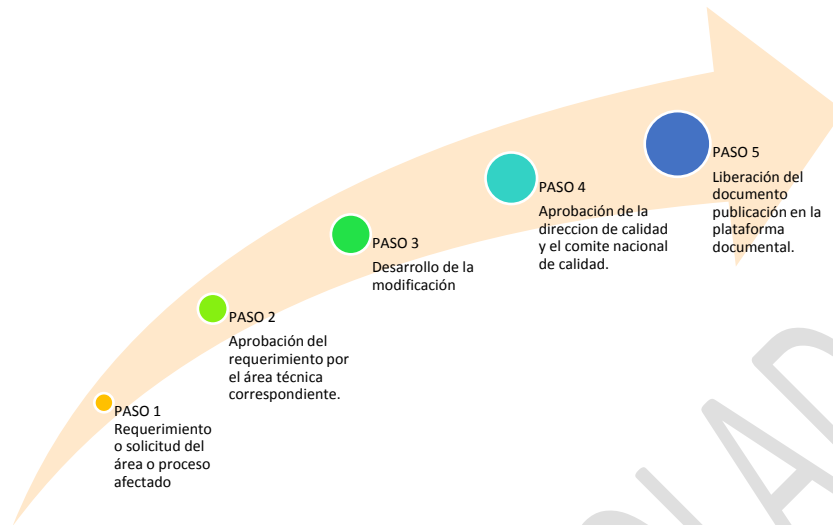 PASO 1
Requerimiento
o solicitud del
área o proceso
afectado
PASO 2
Aprobación del
requerimiento por
el área técnica
correspondiente.
PASO 3
Desarrollo de la
modificación
PASO 4
Aprobación de la
direccion de calidad
y el comite nacional
de calidad.
PASO 5
Liberación del
documento
publicación en la
plataforma
documental.